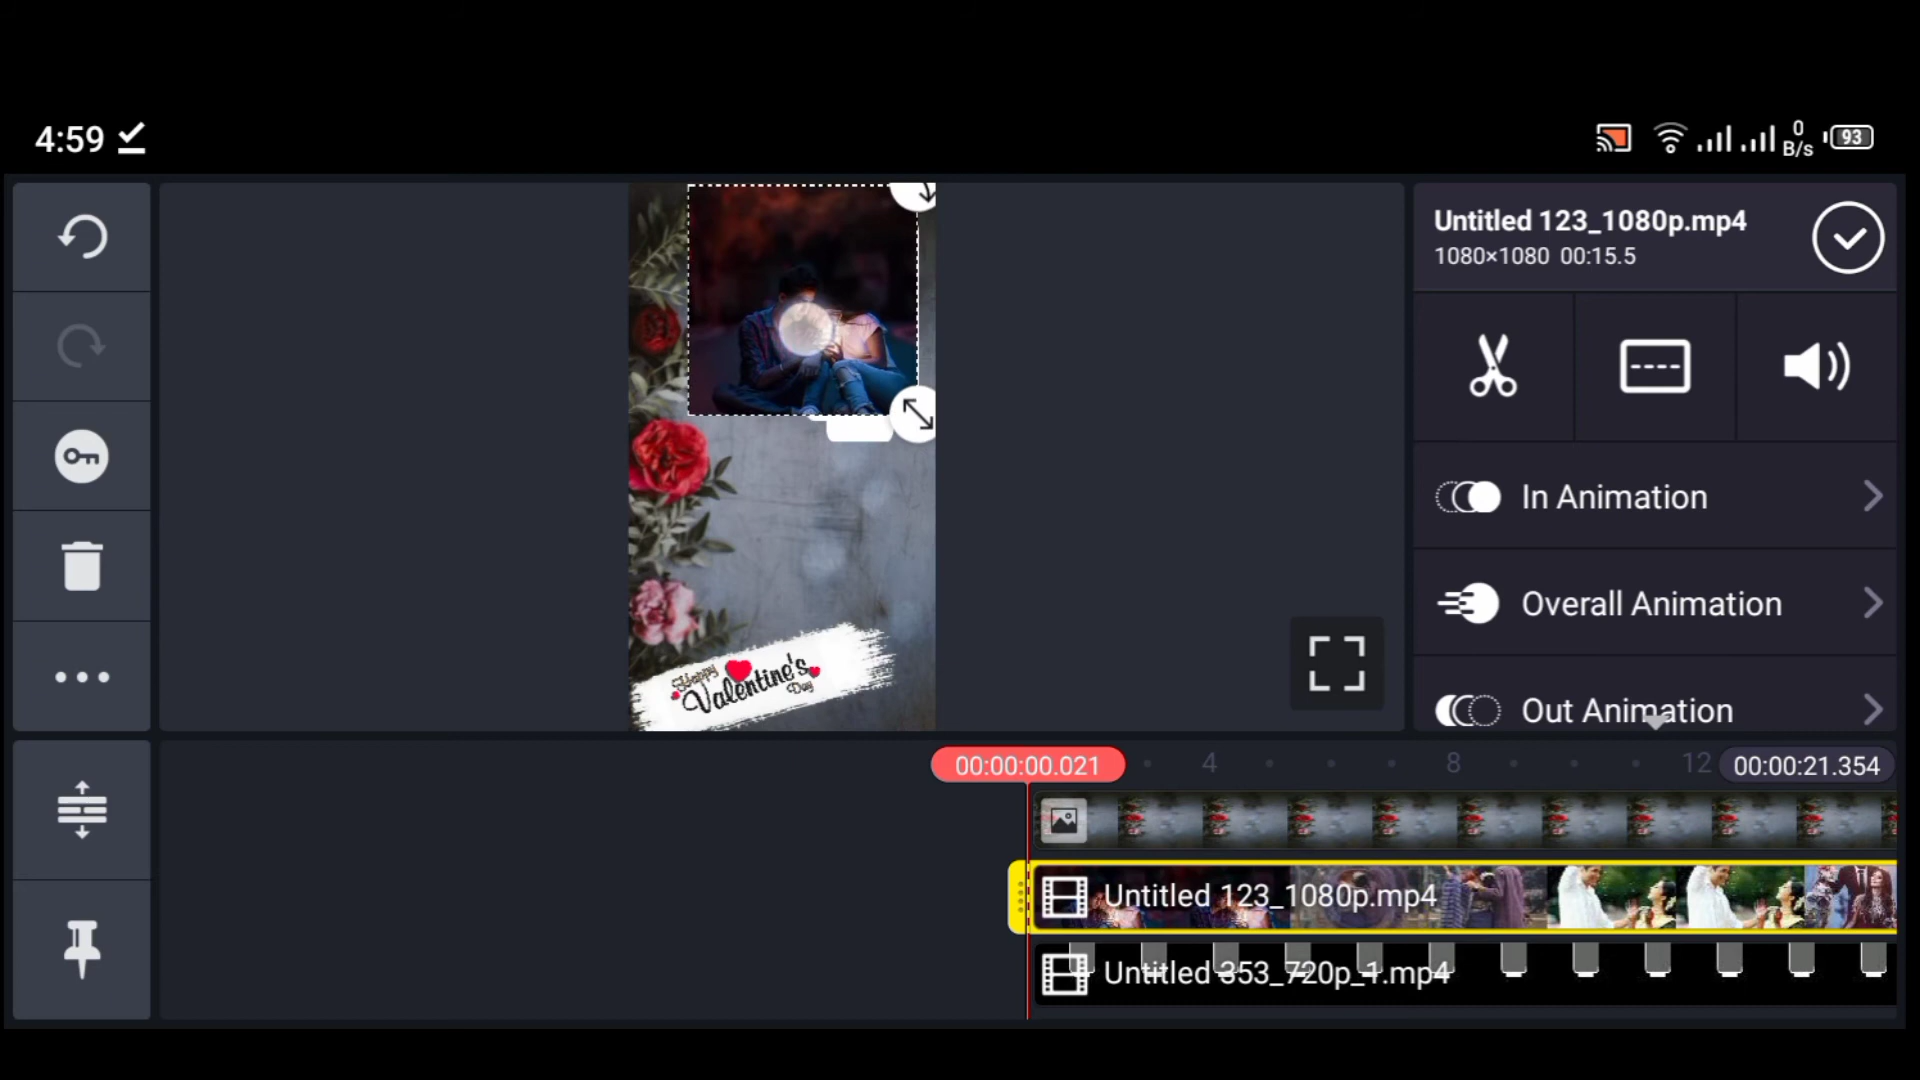 4:59
0
B/s
93
Untitled 123_1080p.mp4
1080×1080 00:15.5
In Animation
Overall Animation
Out Animation
Happy
Valentine's
Day
00:00:00.021
4
8
12
00:00:21.354
Untitled 123_1080p.mp4
Untitled 353_720p_1.mp4